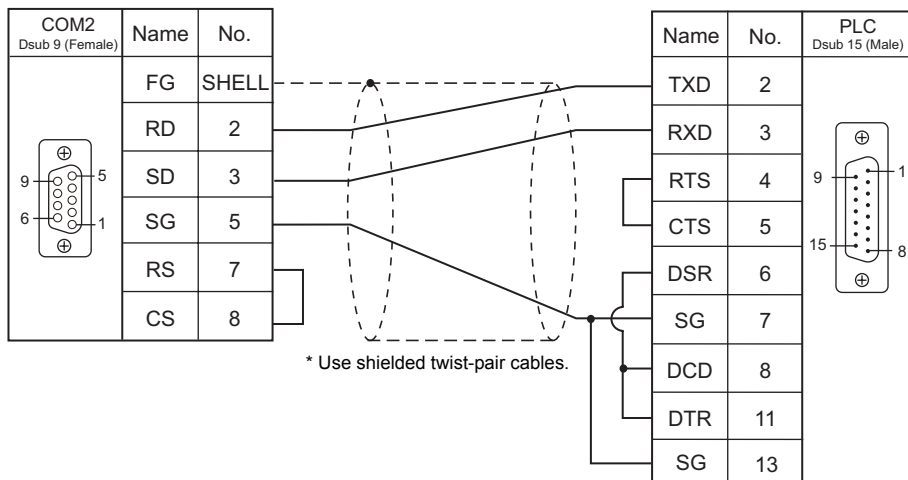 COM2
Dsub 9 (Female)
Name
No.
FG
SHELL
RD
2
SD
3
SG
5
RS
7
CS
8
9
5
6
1
* Use shielded twist-pair cables.
Name
No.
PLC
Dsub 15 (Male)
TXD
2
RXD
3
RTS
4
CTS
5
DSR
6
SG
7
DCD
8
DTR
11
SG
13
9
1
15
8